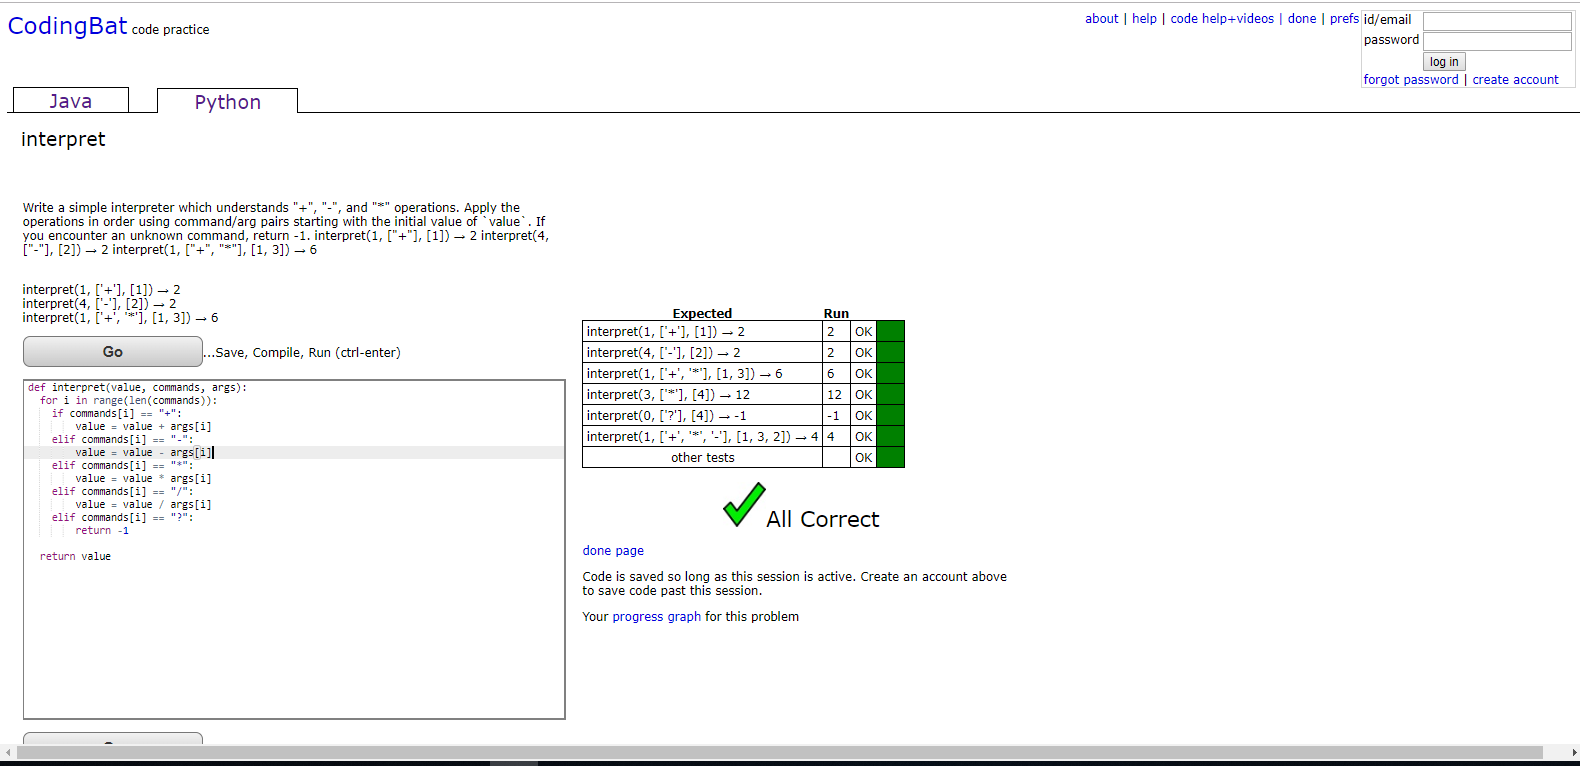 CodingBat code practice
about | help | code help+videos | done | prefs
id/email
password
log in
forgot password | create account
Java
Python
interpret
Write a simple interpreter which understands "+", "-", and "*" operations. Apply the
operations in order using command/arg pairs starting with the initial value of `value`. If
you encounter an unknown command, return -1. interpret(1, ["+"], [1]) → 2 interpret(4,
["-"], [2]) → 2 interpret(1, ["+", "*"], [1, 3]) → 6
interpret(1, ['+'], [1]) → 2
interpret(4, ['-'], [2]) → 2
interpret(1, ['+', '*'], [1, 3]) → 6
Go ...Save, Compile, Run (ctrl-enter)
def interpret(value, commands, args):
for i in range(len(commands)):
if commands[i] == "+":
value = value + args[i]
elif commands[i] == "-":
value = value - args[i]
elif commands[i] == "*":
value = value * args[i]
elif commands[i] == "/":
value = value / args[i]
elif commands[i] == "?":
return -1
return value
Expected Run
interpret(1, ['+'], [1]) → 2 2 OK
interpret(4, ['-'], [2]) → 2 2 OK
interpret(1, ['+', '*'], [1, 3]) → 6 6 OK
interpret(3, ['*'], [4]) → 12 12 OK
interpret(0, ['?'], [4]) → -1 -1 OK
interpret(1, ['+', '*', '-'], [1, 3, 2]) → 4 4 OK
other tests OK
All Correct
done page
Code is saved so long as this session is active. Create an account above
to save code past this session.
Your progress graph for this problem